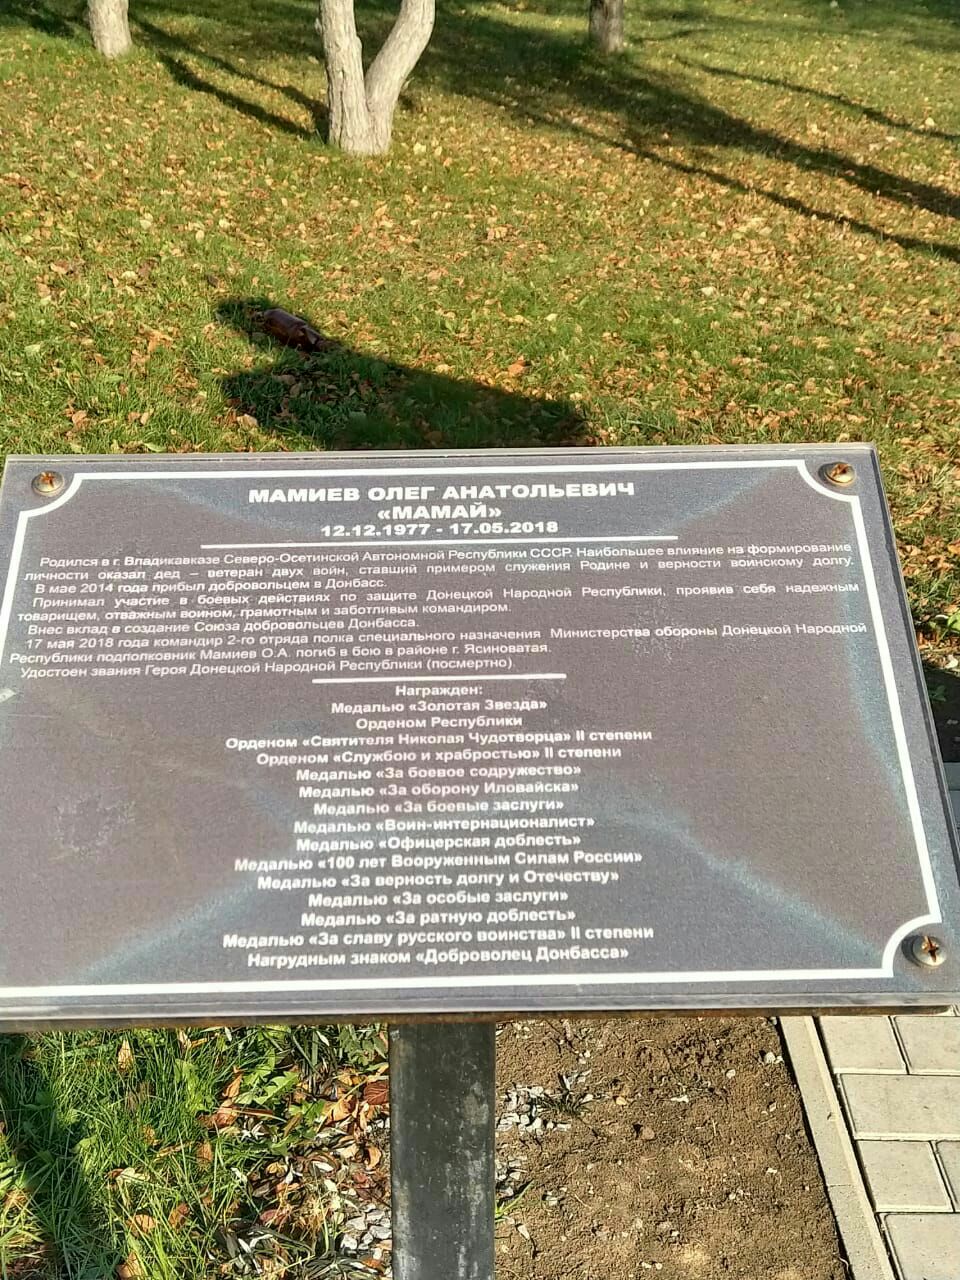 МАМИЕВ ОЛЕГ АНАТОЛЬЕВИЧ
«МАМАЙ»
12.12.1977 - 17.05.2018
Родился в г. Владикавказе Северо-Осетинской Автономной Республики СССР. Наибольшее влияние на формирование
личности оказал дед – ветеран двух войн, ставший примером служения Родине и верности воинскому долгу.
В мае 2014 года прибыл добровольцем в Донбасс.
Принимал участие в боевых действиях по защите Донецкой Народной Республики, проявив себя надежным
товарищем, отважным воином, грамотным и заботливым командиром.
Внес вклад в создание Союза добровольцев Донбасса.
17 мая 2018 года командир 2-го отряда полка специального назначения Министерства обороны Донецкой Народной
Республики подполковник Мамиев О.А. погиб в бою в районе г. Ясиноватая.
Удостоен звания Героя Донецкой Народной Республики (посмертно)
Награжден:
Медалью «Золотая Звезда»
Орденом Республики
Орденом «Святителя Николая Чудотворца» II степени
Орденом «Службою и храбростью» II степени
Медалью «За боевое содружество»
Медалью «За оборону Иловайска»
Медалью «За боевые заслуги»
Медалью «Воин-интернационалист»
Медалью «Офицерская доблесть»
Медалью «100 лет Вооруженным Силам России»
Медалью «За верность долгу и Отечеству»
Медалью «За особые заслуги»
Медалью «За ратную доблесть»
Медалью «За славу русского воинства» II степени
Нагрудным знаком «Доброволец Донбасса»